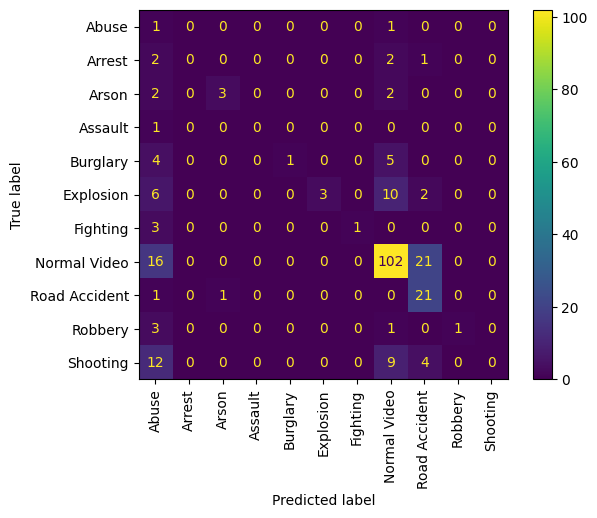 Abuse 1 0 0 0 0 0 0 1 0 0 0 100
Arrest 2 0 0 0 0 0 0 2 1 0 0
Arson 2 0 3 0 0 0 0 2 0 0 0 80
Assault 1 0 0 0 0 0 0 0 0 0 0
Burglary 4 0 0 0 1 0 0 5 0 0 0
Explosion 6 0 0 0 0 3 0 10 2 0 0 60
Fighting 3 0 0 0 0 0 1 0 0 0 0
Normal Video 16 0 0 0 0 0 0 102 21 0 0 40
Road Accident 1 0 1 0 0 0 0 0 21 0 0
Robbery 3 0 0 0 0 0 0 1 0 1 0 20
Shooting 12 0 0 0 0 0 0 9 4 0 0 0
True label
Abuse Arrest Arson Assault Burglary Explosion Fighting Normal Video Road Accident Robbery Shooting
Predicted label